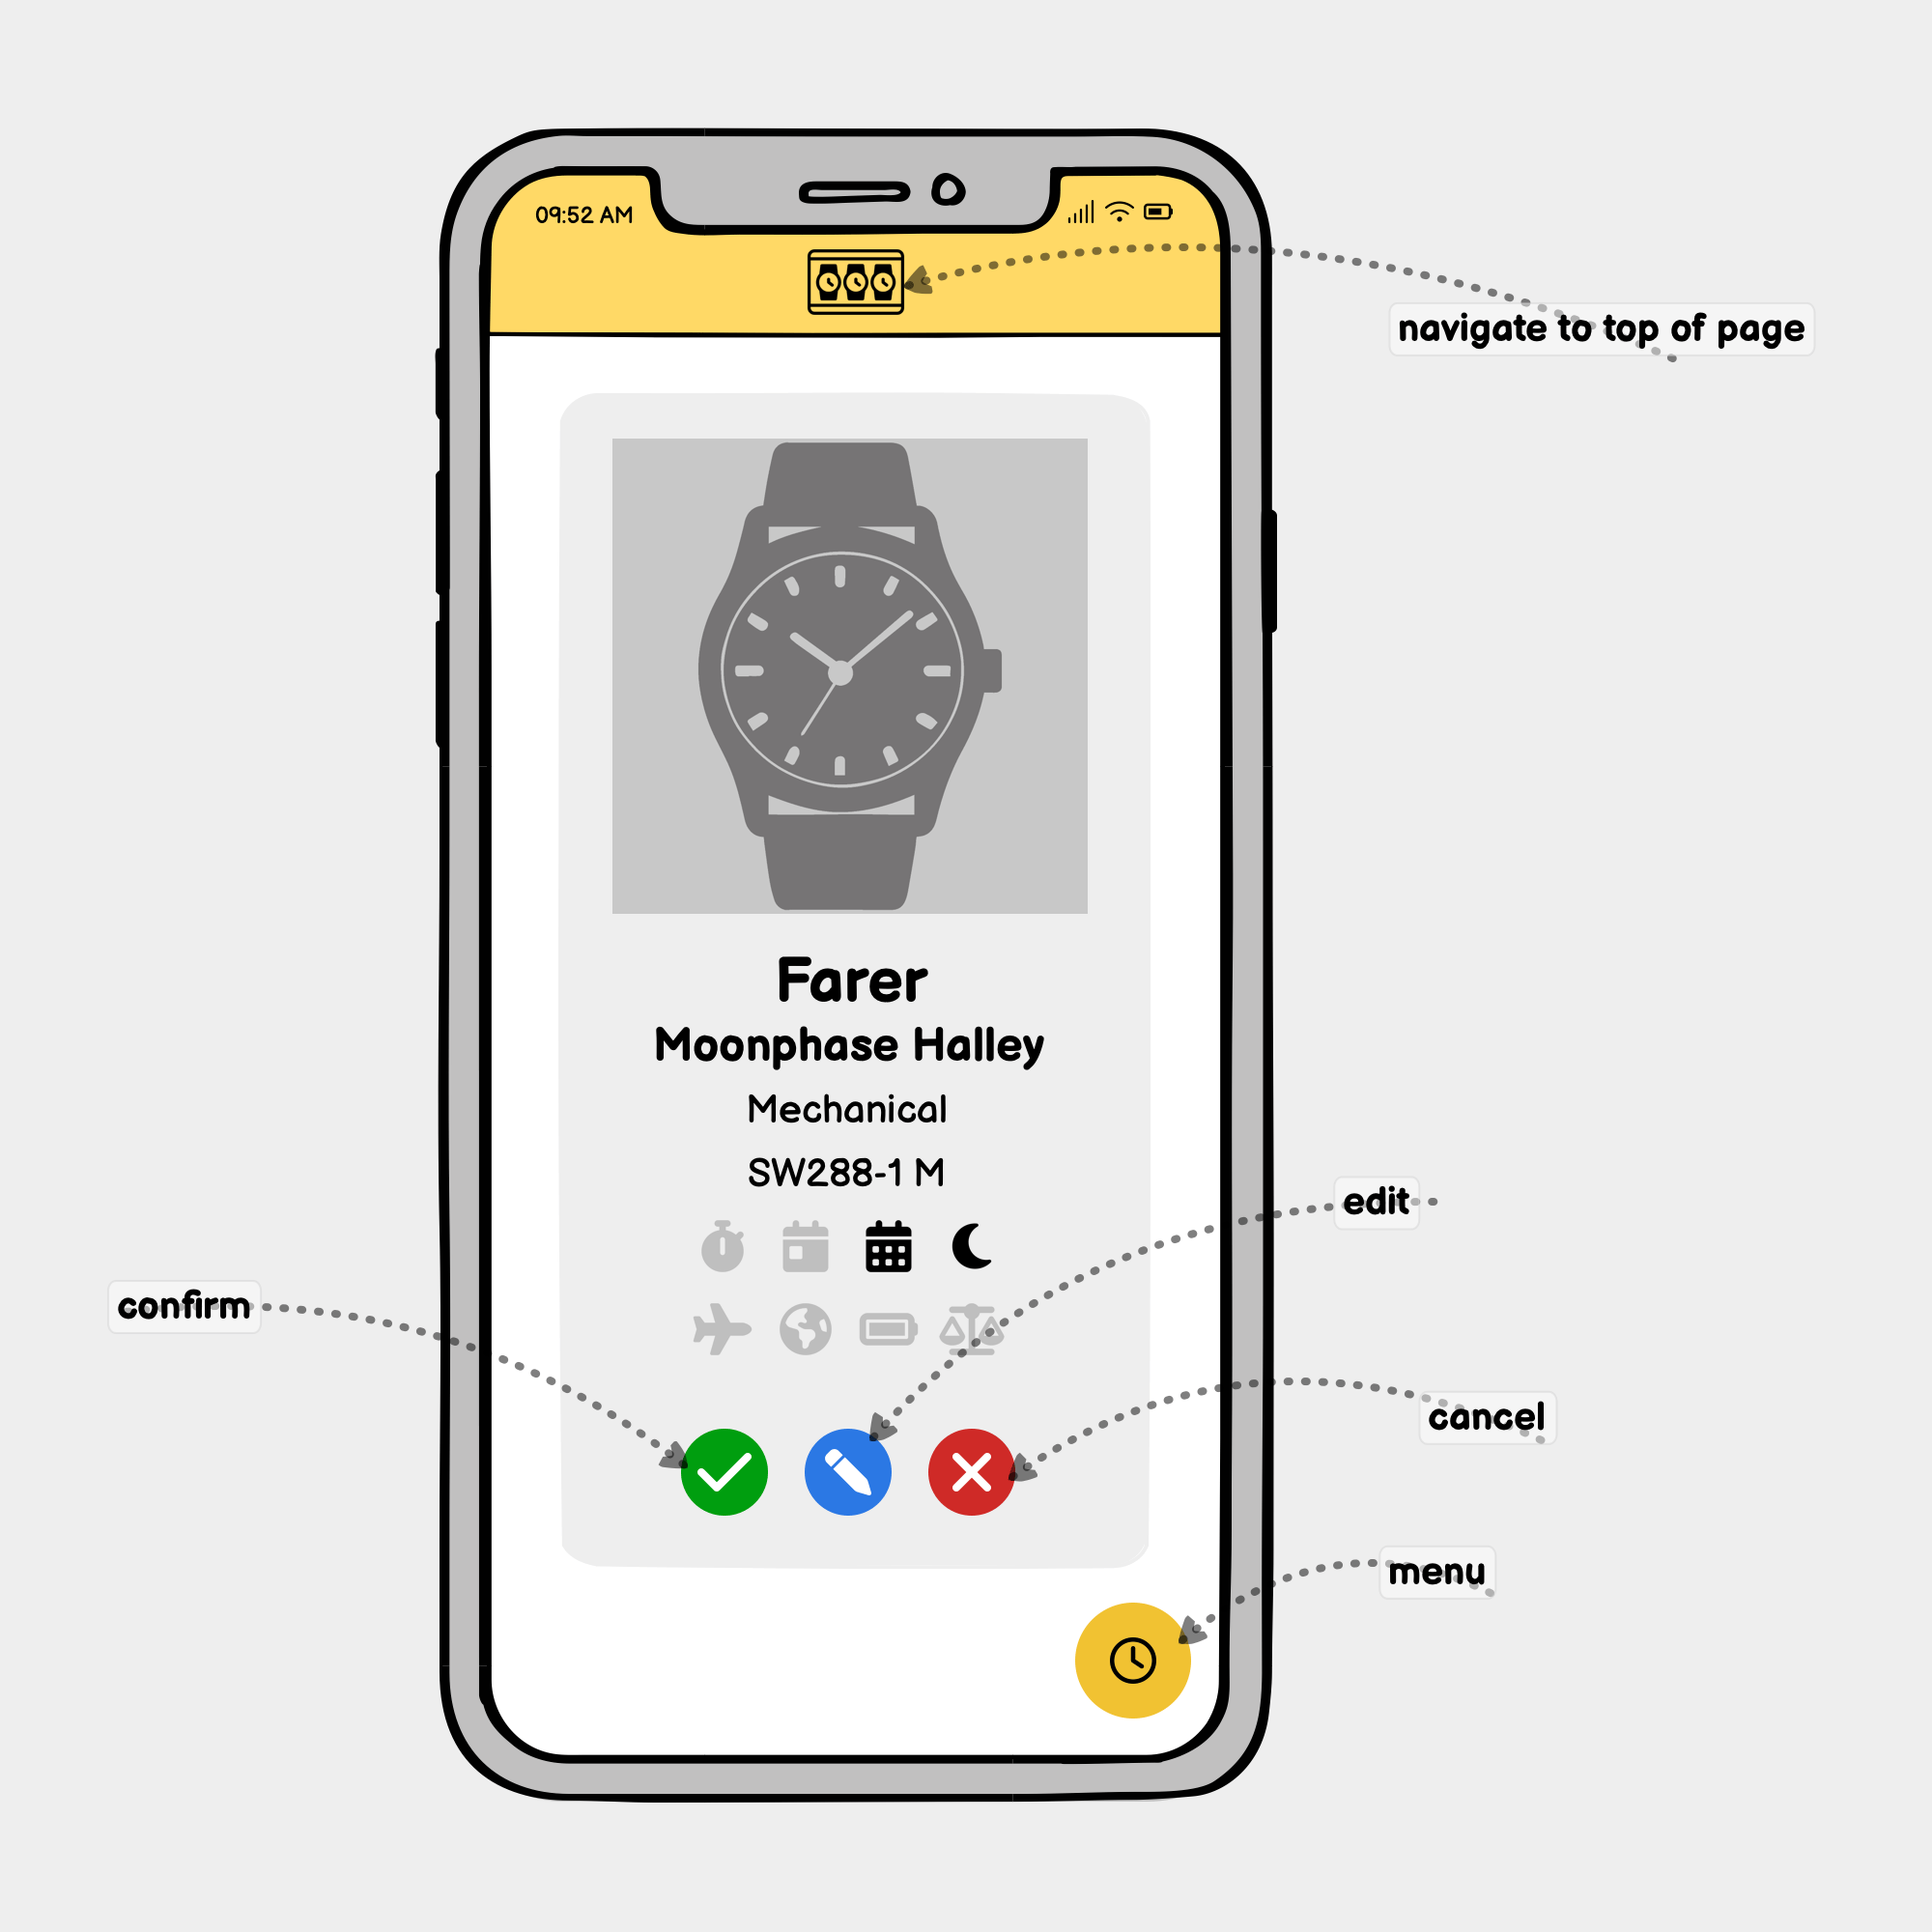 09:52 AM
navigate to top of page
Farer
Moonphase Halley
Mechanical
SW288-1 M
edit
confirm
cancel
menu